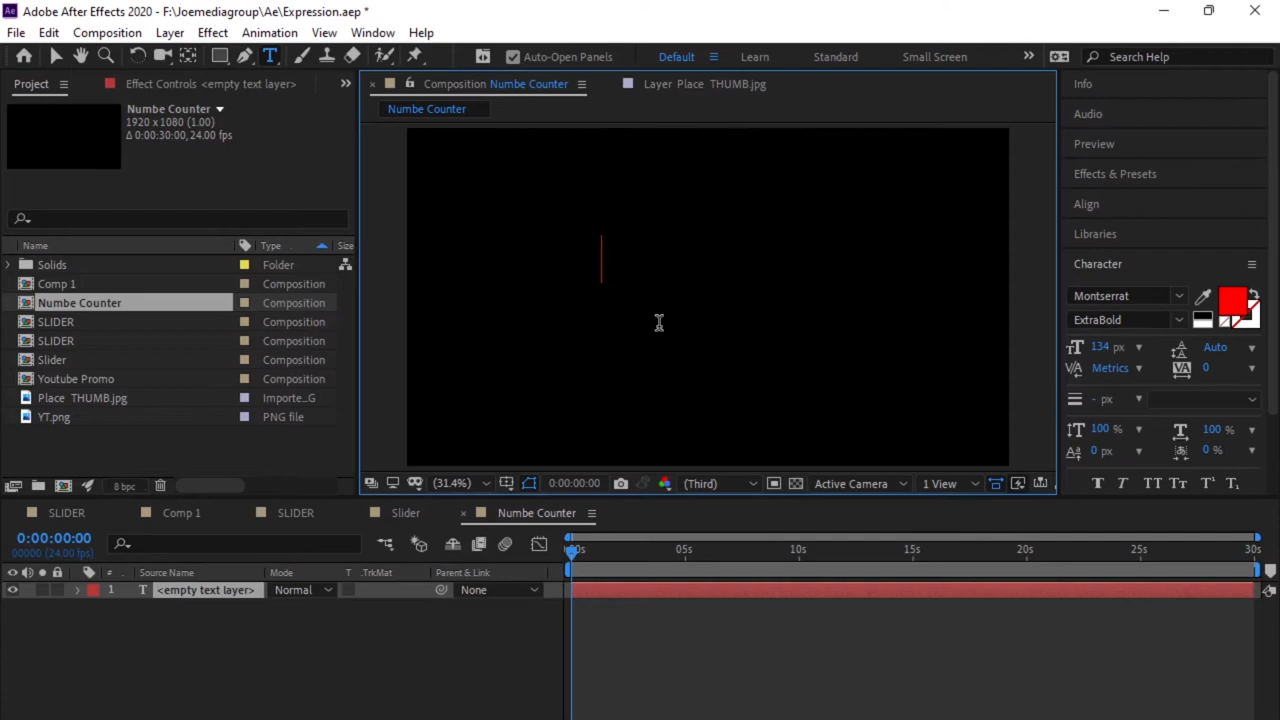 Ae Adobe After Effects 2020 - F:\Joemediagroup\Ae\Expression.aep *
File Edit Composition Layer Effect Animation View Window Help
T Auto-Open Panels Default Learn Standard Small Screen Search Help
Project Effect Controls <empty text layer> Composition Numbe Counter Layer Place THUMB.jpg Info
Numbe Counter
1920 x 1080 (1.00)
Δ 0:00:30:00, 24.00 fps
Numbe Counter
Audio
Preview
Effects & Presets
Align
Libraries
Character
Name Type Size
Solids Folder
Comp 1 Composition
Numbe Counter Composition
SLIDER Composition
SLIDER Composition
Slider Composition
Youtube Promo Composition
Place THUMB.jpg Importe...G
YT.png PNG file
Montserrat
ExtraBold
134 px Auto
Metrics 0
- px
100 % 100 %
0 px 0 %
T T TT Tт T¹ T₁
8 bpc (31.4%) 0:00:00:00 (Third) Active Camera 1 View
SLIDER Comp 1 SLIDER Slider Numbe Counter
0:00:00:00
00000 (24.00 fps)
:00s 05s 10s 15s 20s 25s 30s
# Source Name Mode T .TrkMat Parent & Link
1 T <empty text layer> Normal None